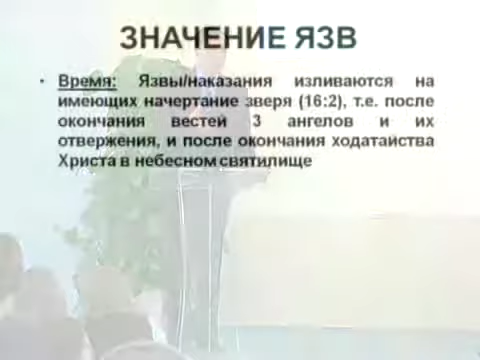 ЗНАЧЕНИЕ ЯЗВ
• Время: Язвы/наказания изливаются на
имеющих начертание зверя (16:2), т.е. после
окончания вестей 3 ангелов и их
отвержения, и после окончания ходатайства
Христа в небесном святилище